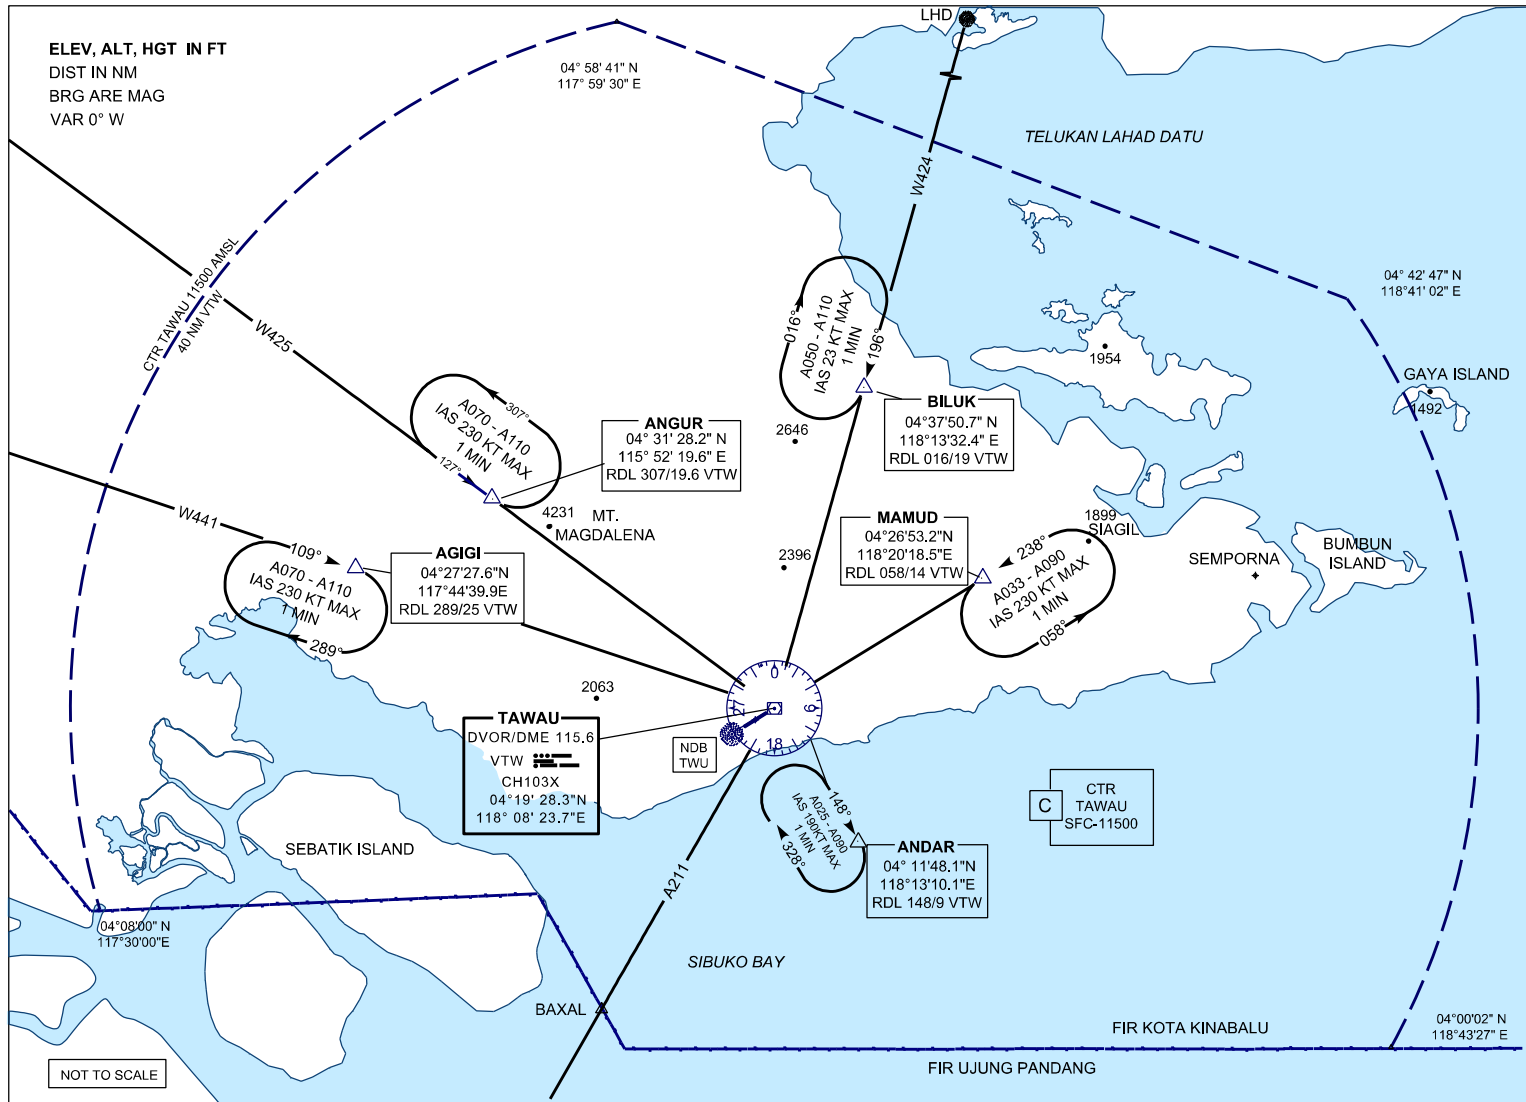 ELEV, ALT, HGT IN FT
DIST IN NM
BRG ARE MAG
VAR 0° W
LHD
04° 58' 41" N
117° 59' 30" E
TELUKAN LAHAD DATU
W424
CTR TAWAU 11500 AMSL
40 NM VTW
W425
04° 42' 47" N
118° 41' 02" E
016°
A050 - A110
IAS 23 KT MAX
1 MIN
196°
1954
GAYA ISLAND
1492
BILUK
04°37'50.7" N
118°13'32.4" E
RDL 016/19 VTW
2646
307°
A070 - A110
IAS 230 KT MAX
1 MIN
127°
ANGUR
04° 31' 28.2" N
115° 52' 19.6" E
RDL 307/19.6 VTW
4231
MT.
MAGDALENA
W441
109°
A070 - A110
IAS 230 KT MAX
1 MIN
289°
AGIGI
04°27'27.6"N
117°44'39.9E
RDL 289/25 VTW
2396
MAMUD
04°26'53.2"N
118°20'18.5"E
RDL 058/14 VTW
1899
SIAGIL
238°
A033 - A090
IAS 230 KT MAX
1 MIN
058°
SEMPORNA
BUMBUN
ISLAND
2063
0
27
6
18
TAWAU
DVOR/DME 115.6
VTW
CH103X
04°19' 28.3"N
118° 08' 23.7"E
NDB
TWU
148°
A025 - A090
IAS 190KT MAX
1 MIN
328°
ANDAR
04° 11'48.1"N
118°13'10.1"E
RDL 148/9 VTW
C
CTR
TAWAU
SFC-11500
SEBATIK ISLAND
A211
04°08'00" N
117°30'00"E
SIBUKO BAY
BAXAL
FIR KOTA KINABALU
FIR UJUNG PANDANG
04°00'02" N
118°43'27" E
NOT TO SCALE